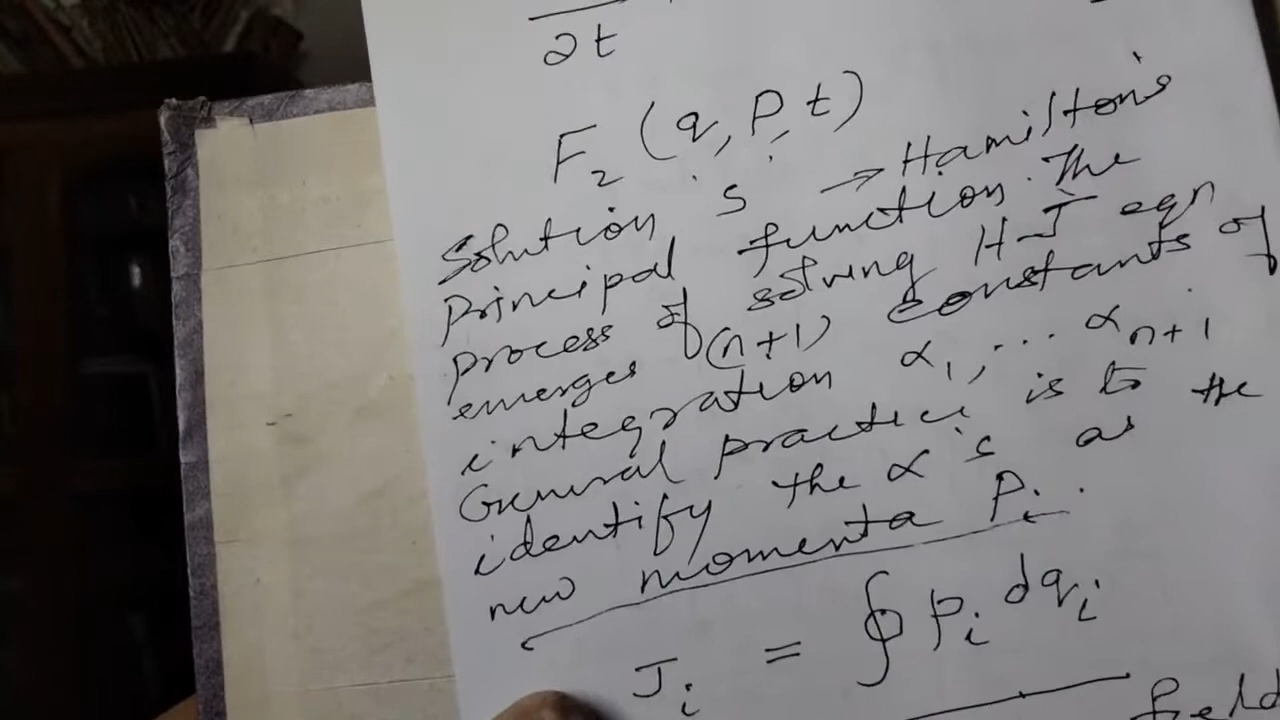 ∂t
F₂ (q, P, t)
Solution S → Hamilton's
Principal function. The
process of solving H-J eqn
emerges (n+1) constants of
integration α₁, ... αₙ₊₁
General practice is to
identify the α's as the
new momenta Pᵢ.
Jᵢ = ∮ pᵢ dqᵢ
field